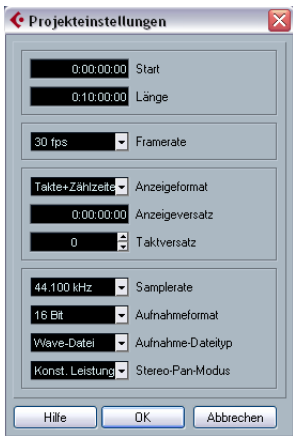 Projekteinstellungen
0:00:00:00 Start
0:10:00:00 Länge
30 fps Framerate
Takte+Zählzeite Anzeigeformat
0:00:00:00 Anzeigeversatz
0 Taktversatz
44.100 kHz Samplerate
16 Bit Aufnahmeformat
Wave-Datei Aufnahme-Dateityp
Konst. Leistung Stereo-Pan-Modus
Hilfe OK Abbrechen